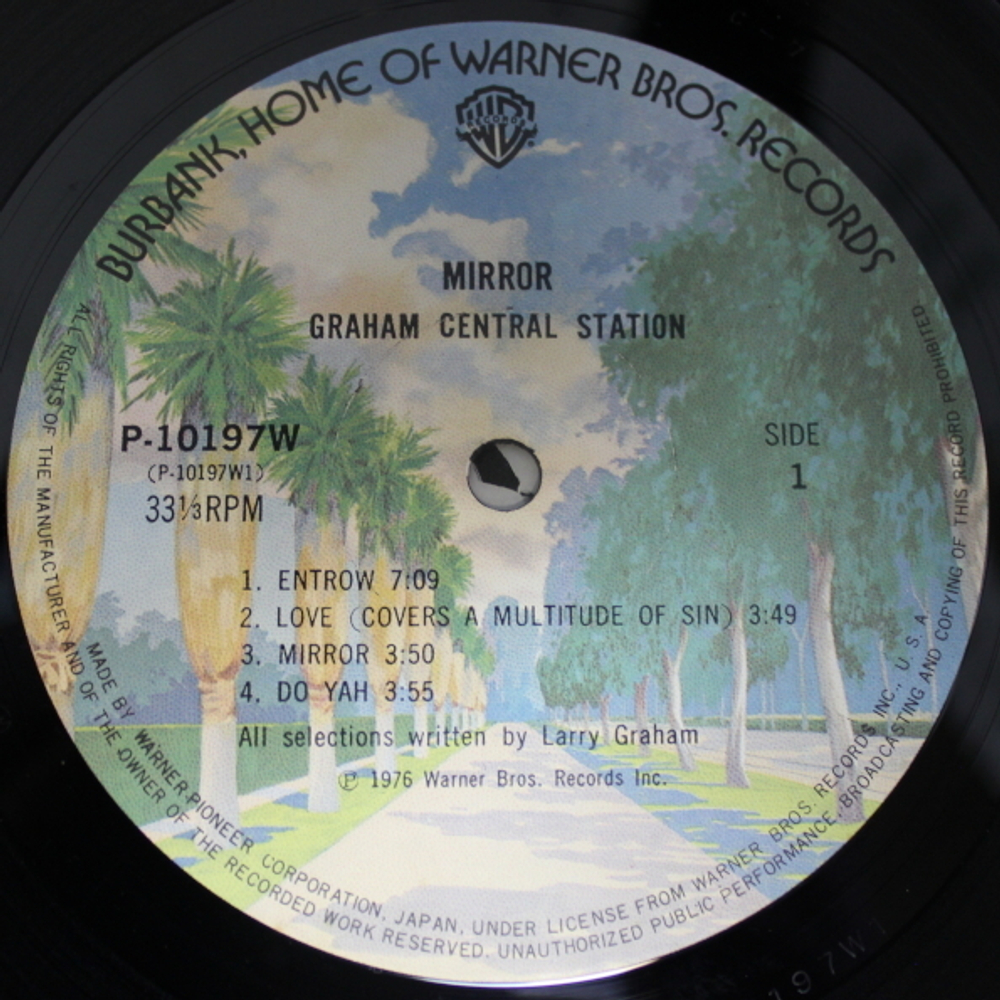 BURBANK, HOME OF WARNER BROS. RECORDS
WB
RECORDS
MIRROR
GRAHAM CENTRAL STATION
P-10197W
(P-10197W1)
33⅓RPM
SIDE
1
1. ENTROW 7:09
2. LOVE (COVERS A MULTITUDE OF SIN) 3:49
3. MIRROR 3:50
4. DO YAH 3:55
All selections written by Larry Graham
Ⓟ 1976 Warner Bros. Records Inc.
MADE BY WARNER-PIONEER CORPORATION, JAPAN, UNDER LICENSE FROM WARNER BROS. RECORDS INC., U.S.A.
ALL RIGHTS OF THE MANUFACTURER AND OF THE OWNER OF THE RECORDED WORK RESERVED. UNAUTHORIZED PUBLIC PERFORMANCE, BROADCASTING AND COPYING OF THIS RECORD PROHIBITED